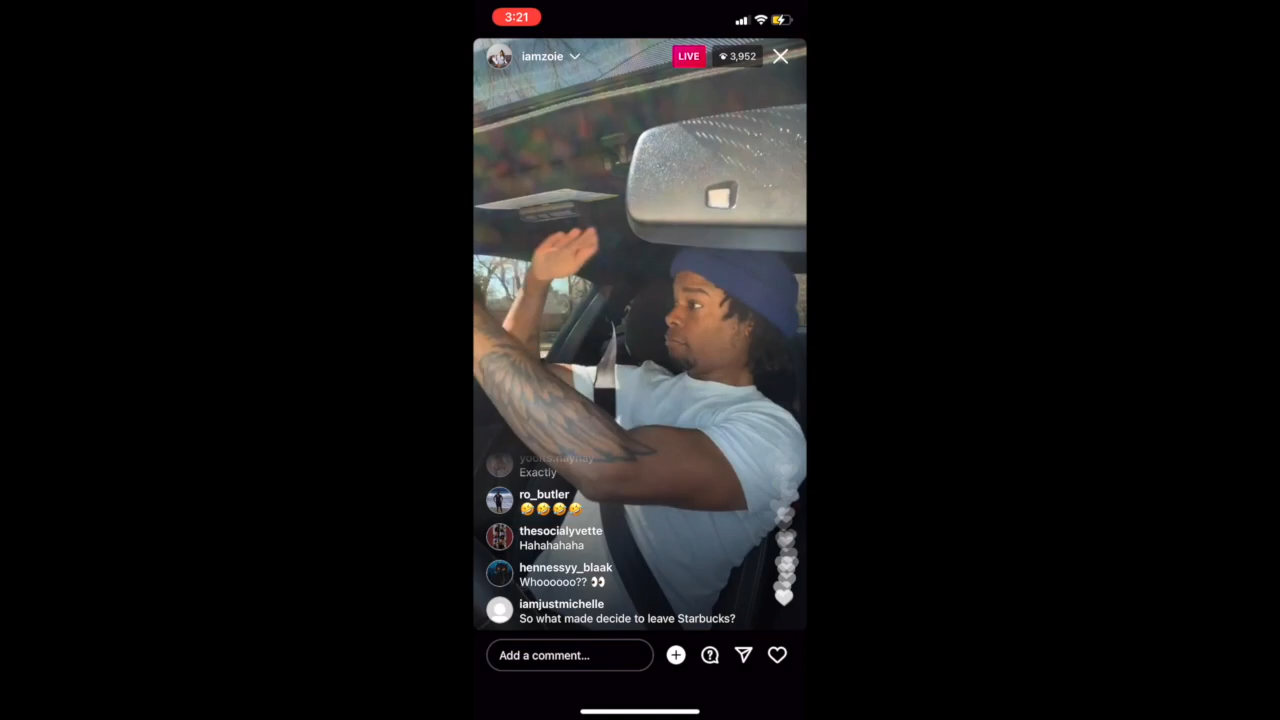 3:21
iamzoie
LIVE
3,952
Exactly
ro_butler
🤣🤣🤣🤣
thesocialyvette
Hahahahaha
hennessyy_blaak
Whoooooo?? 👀
iamjustmichelle
So what made decide to leave Starbucks?
Add a comment...